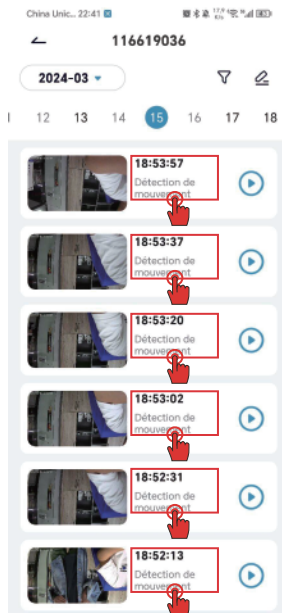 China Unic... 22:41
17,9 K/s
116619036
2024-03
12 13 14 15 16 17 18
18:53:57
Détection de
mouvement
18:53:37
Détection de
mouvement
18:53:20
Détection de
mouvement
18:53:02
Détection de
mouvement
18:52:31
Détection de
mouvement
18:52:13
Détection de
mouvement